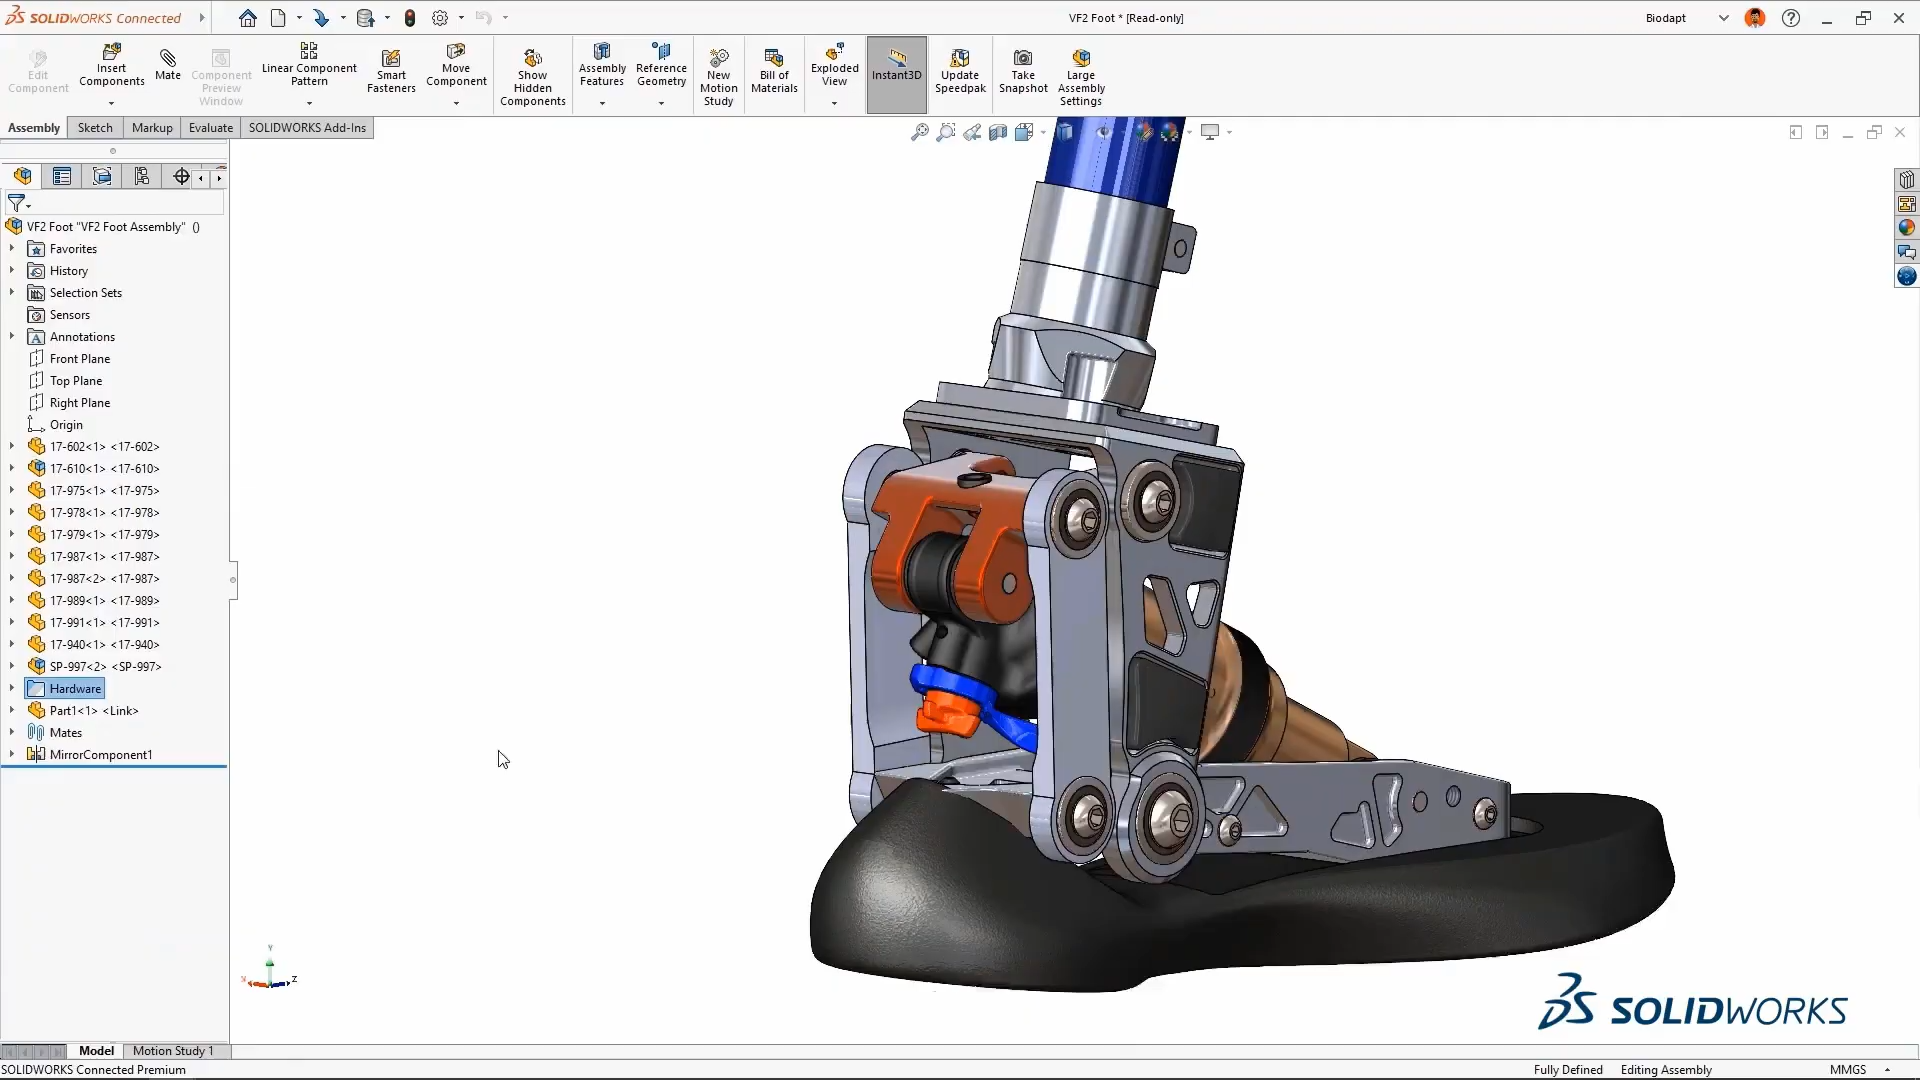 SOLIDWORKS Connected
VF2 Foot * [Read-only]
Biodapt
Edit Component
Insert Components
Mate
Component Preview Window
Linear Component Pattern
Smart Fasteners
Move Component
Show Hidden Components
Assembly Features
Reference Geometry
New Motion Study
Bill of Materials
Exploded View
Instant3D
Update Speedpak
Take Snapshot
Large Assembly Settings
Assembly
Sketch
Markup
Evaluate
SOLIDWORKS Add-Ins
VF2 Foot "VF2 Foot Assembly" ()
Favorites
History
Selection Sets
Sensors
Annotations
Front Plane
Top Plane
Right Plane
Origin
17-602<1> <17-602>
17-610<1> <17-610>
17-975<1> <17-975>
17-978<1> <17-978>
17-979<1> <17-979>
17-987<1> <17-987>
17-987<2> <17-987>
17-989<1> <17-989>
17-991<1> <17-991>
17-940<1> <17-940>
SP-997<2> <SP-997>
Hardware
Part1<1> <Link>
Mates
MirrorComponent1
Y
X
Z
SOLIDWORKS
Model
Motion Study 1
SOLIDWORKS Connected Premium
Fully Defined
Editing Assembly
MMGS